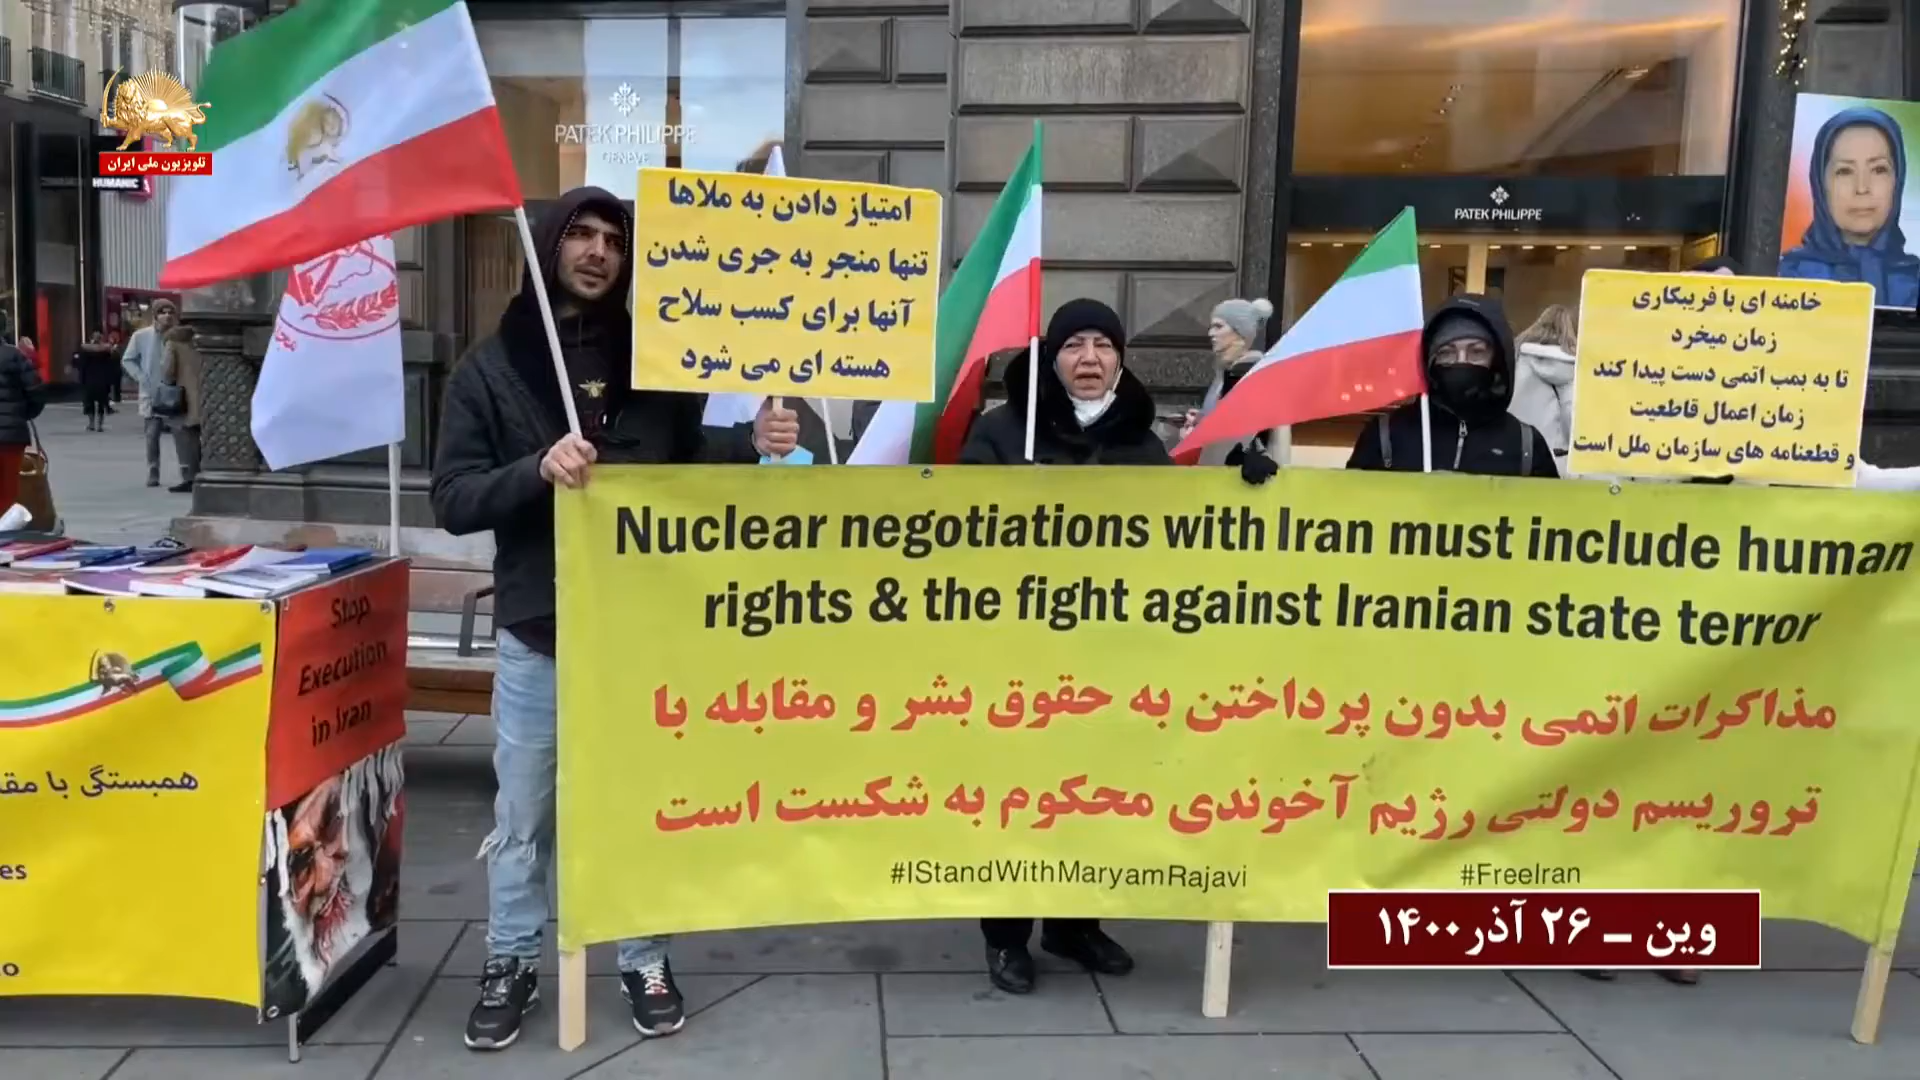 تلویزیون ملی ایران
HUMANIC
PATEK PHILIPPE
GENEVE
PATEK PHILIPPE
امتیاز دادن به ملاها
تنها منجر به جری شدن
آنها برای کسب سلاح
هسته ای می شود
خامنه ای با فریبکاری
زمان میخرد
تا به بمب اتمی دست پیدا کند
زمان اعمال قاطعیت
و قطعنامه های سازمان ملل است
Nuclear negotiations with Iran must include human
rights & the fight against Iranian state terror
مذاکرات اتمی بدون پرداختن به حقوق بشر و مقابله با
تروریسم دولتی رژیم آخوندی محکوم به شکست است
#IStandWithMaryamRajavi #FreeIran
Stop
Execution
in Iran
همبستگی با
es
وین ـ ۲۶ آذر ۱۴۰۰